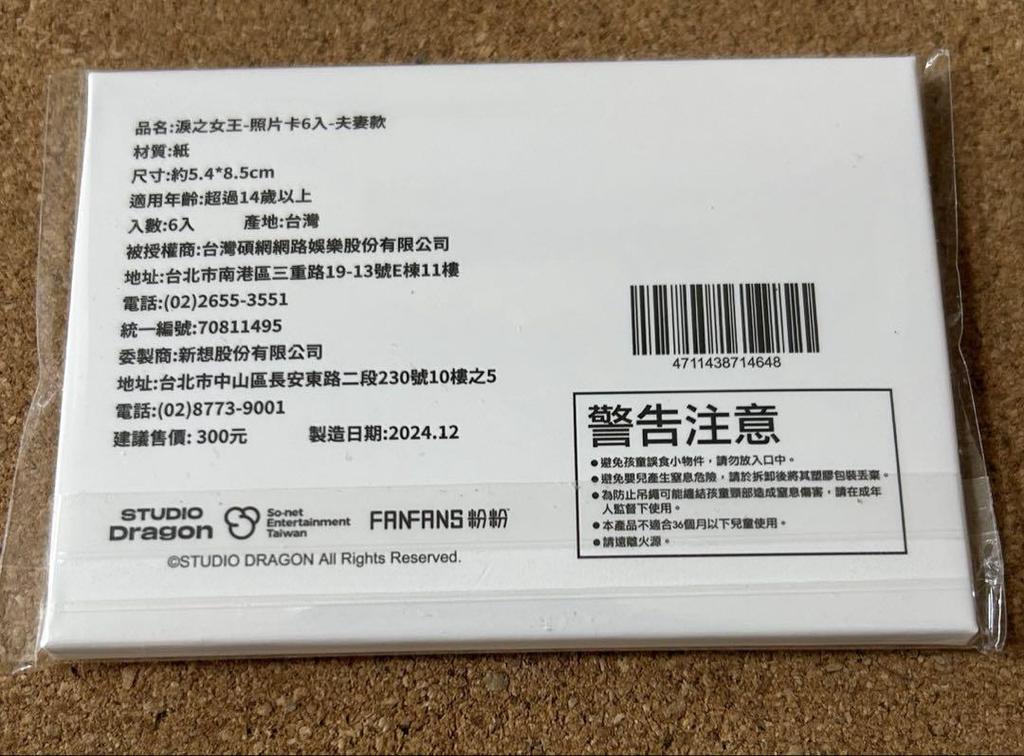 品名:淚之女王-照片卡6入-夫妻款
材質:紙
尺寸:約5.4*8.5cm
適用年齡:超過14歲以上
入數:6入 產地:台灣
被授權商:台灣碩網網路娛樂股份有限公司
地址:台北市南港區三重路19-13號E棟11樓
電話:(02)2655-3551
統一編號:70811495
委製商:新想股份有限公司
地址:台北市中山區長安東路二段230號10樓之5
電話:(02)8773-9001
建議售價: 300元 製造日期:2024.12
STUDIO
Dragon
So-net
Entertainment
Taiwan
FANFANS 粉粉
©STUDIO DRAGON All Rights Reserved.
4711438714648
警告注意
●避免孩童誤食小物件，請勿放入口中。
●避免嬰兒產生窒息危險，請於拆卸後將其塑膠包裝丟棄。
●為防止吊繩可能纏結孩童頸部造成窒息傷害，請在成年
人監督下使用。
●本產品不適合36個月以下兒童使用。
●請遠離火源。